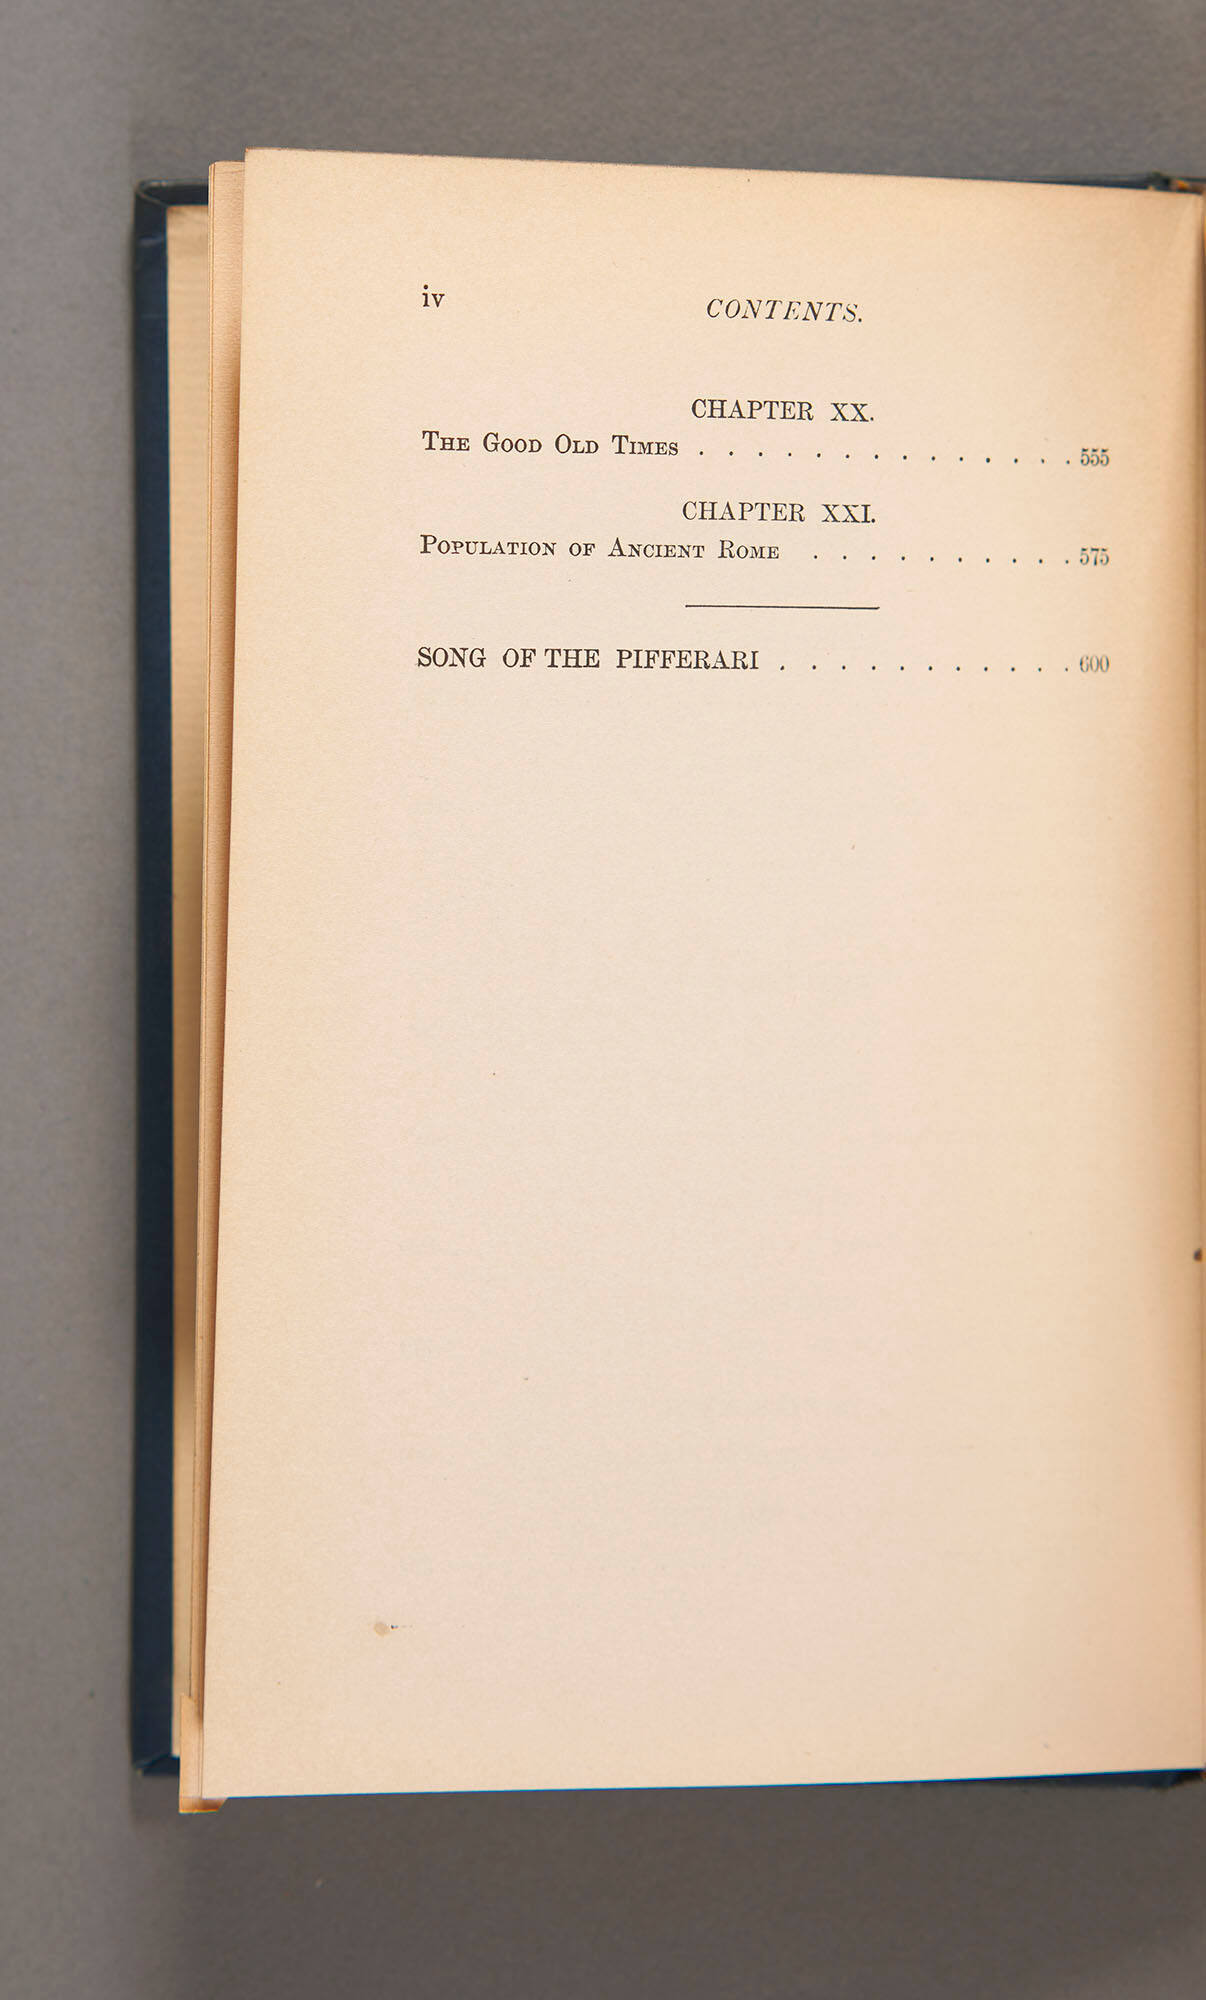 iv CONTENTS.
CHAPTER XX.
The Good Old Times . . . . . . . . . . . . . 555
CHAPTER XXI.
Population of Ancient Rome . . . . . . . . . 575
SONG OF THE PIFFERARI . . . . . . . . . . 600